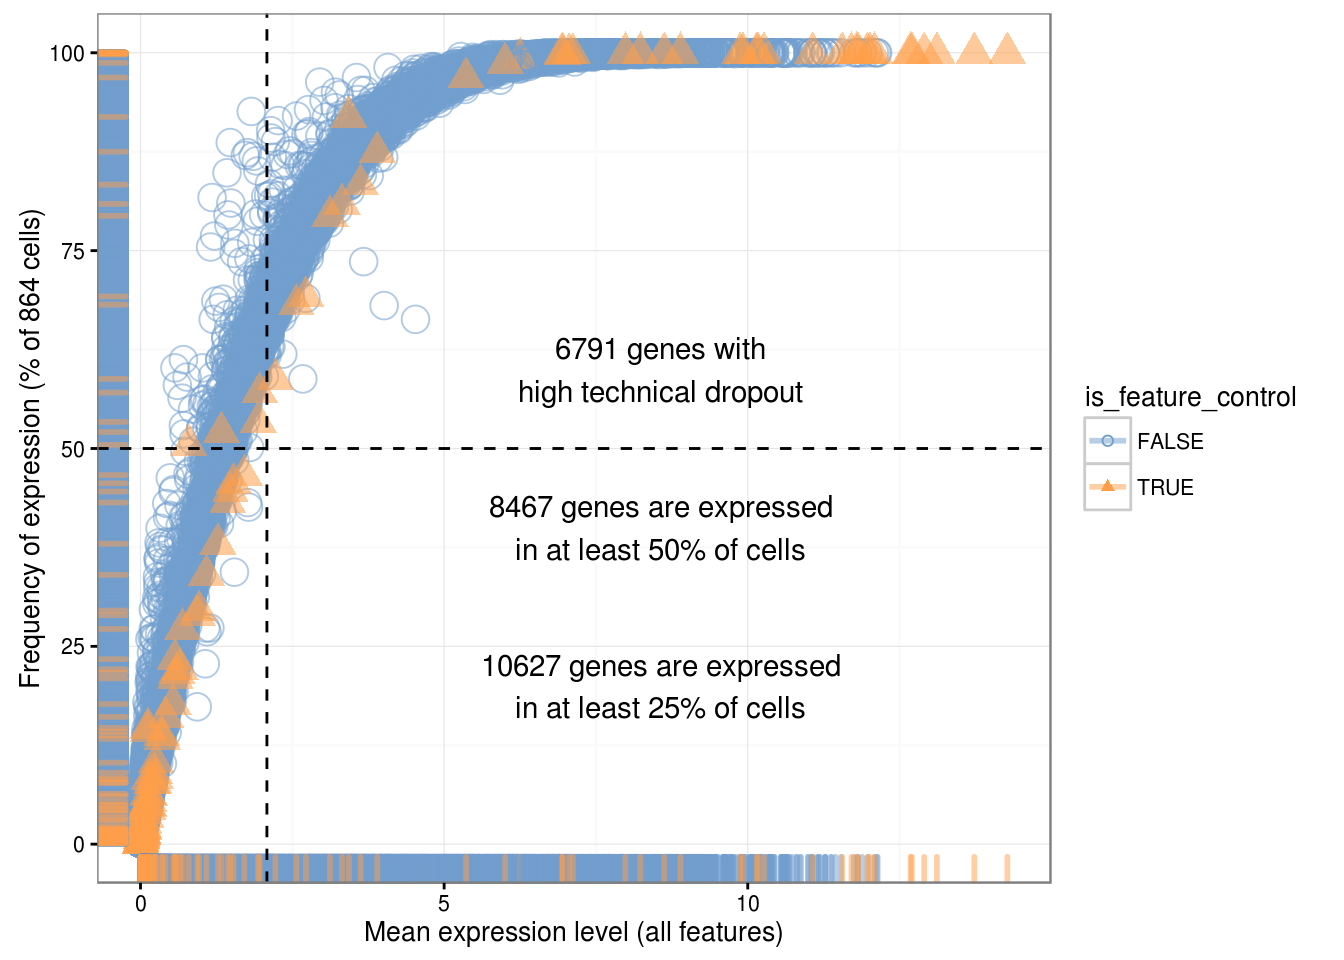 100
75
50
25
0
Frequency of expression (% of 864 cells)
6791 genes with
high technical dropout
8467 genes are expressed
in at least 50% of cells
10627 genes are expressed
in at least 25% of cells
0
5
10
Mean expression level (all features)
is_feature_control
FALSE
TRUE